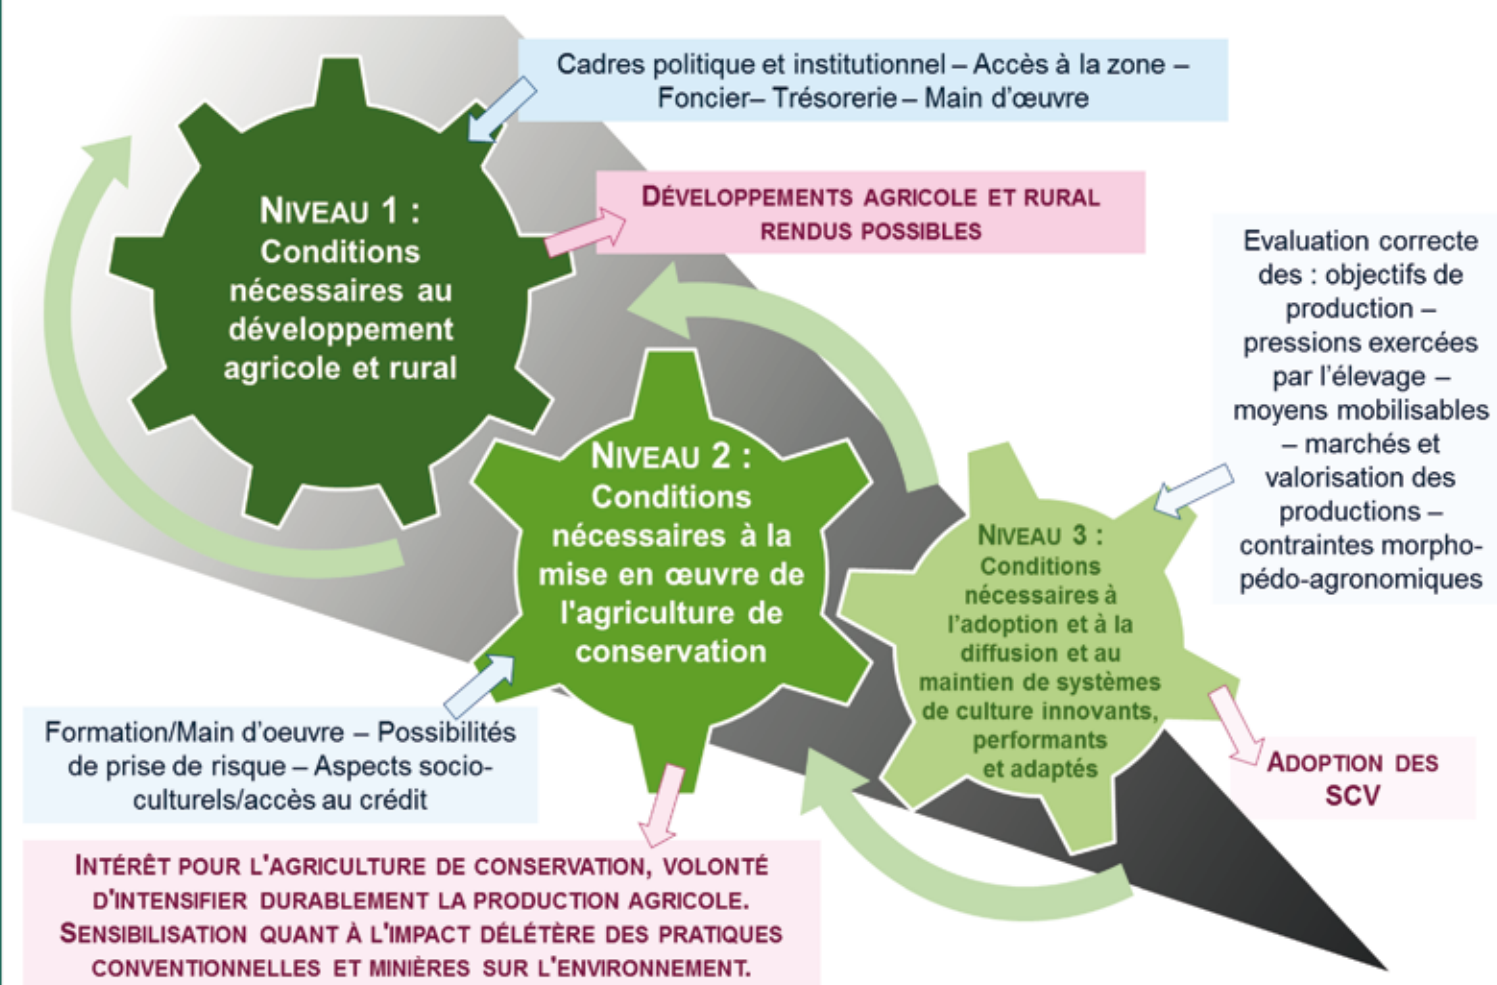 Cadres politique et institutionnel – Accès à la zone –
Foncier– Trésorerie – Main d'œuvre
NIVEAU 1 :
Conditions
nécessaires au
développement
agricole et rural
DÉVELOPPEMENTS AGRICOLE ET RURAL
RENDUS POSSIBLES
Evaluation correcte
des : objectifs de
production –
pressions exercées
par l'élevage –
moyens mobilisables
– marchés et
valorisation des
productions –
contraintes morpho-
pédo-agronomiques
NIVEAU 2 :
Conditions
nécessaires à la
mise en œuvre de
l'agriculture de
conservation
NIVEAU 3 :
Conditions
nécessaires à
l'adoption et à la
diffusion et au
maintien de systèmes
de culture innovants,
performants
et adaptés
Formation/Main d'oeuvre – Possibilités
de prise de risque – Aspects socio-
culturels/accès au crédit
ADOPTION DES
SCV
INTÉRÊT POUR L'AGRICULTURE DE CONSERVATION, VOLONTÉ
D'INTENSIFIER DURABLEMENT LA PRODUCTION AGRICOLE.
SENSIBILISATION QUANT À L'IMPACT DÉLÉTÈRE DES PRATIQUES
CONVENTIONNELLES ET MINIÈRES SUR L'ENVIRONNEMENT.